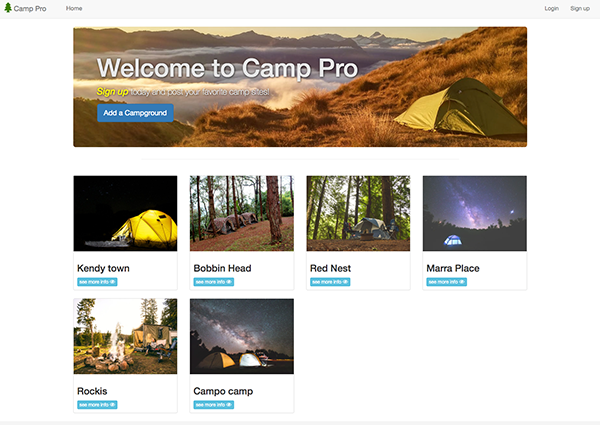 Camp Pro Home Login Sign up
Welcome to Camp Pro
Sign up today and post your favorite camp sites!
Add a Campground
Kendy town Bobbin Head Red Nest Marra Place
see more info see more info see more info see more info
Rockis Campo camp
see more info see more info